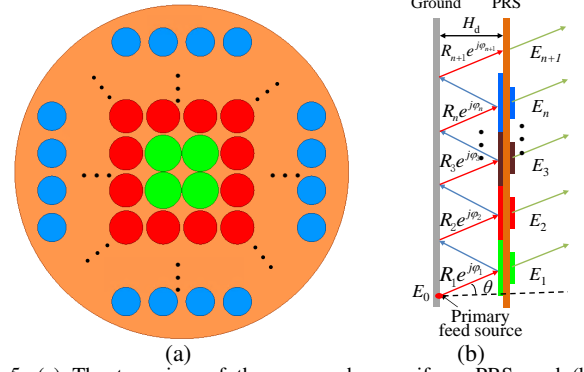 Ground PRS
H_d
R_{n+1}e^{jφ_{n+1}}
E_{n+1}
R_n e^{jφ_n}
E_n
R_3 e^{jφ_3}
E_3
R_2 e^{jφ_2}
E_2
R_1 e^{jφ_1}
θ
E_1
E_0
Primary
feed source
(a) (b)